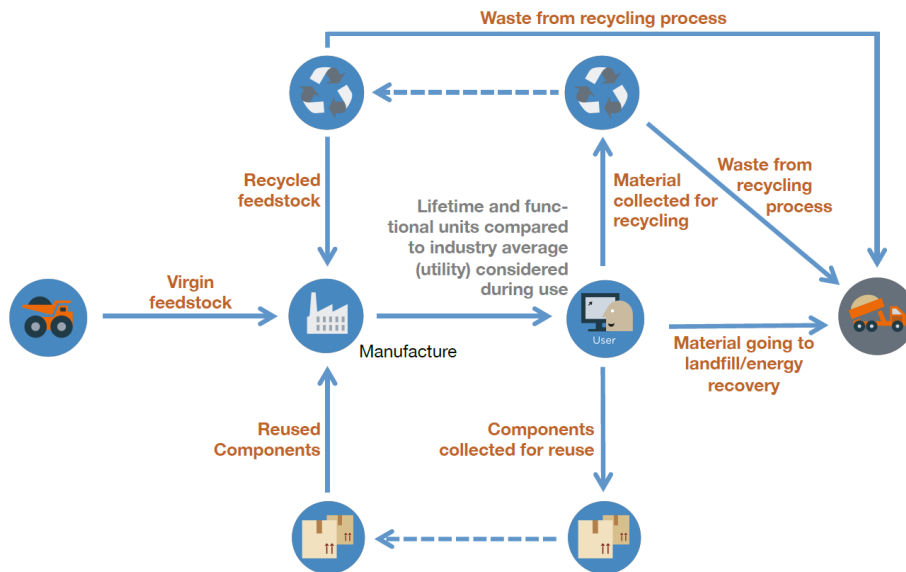 Waste from recycling process
Recycled
feedstock
Lifetime and func-
tional units compared
to industry average
(utility) considered
during use
Material
collected for
recycling
Waste from
recycling
process
Virgin
feedstock
Manufacture
User
Material going to
landfill/energy
recovery
Reused
Components
Components
collected for reuse